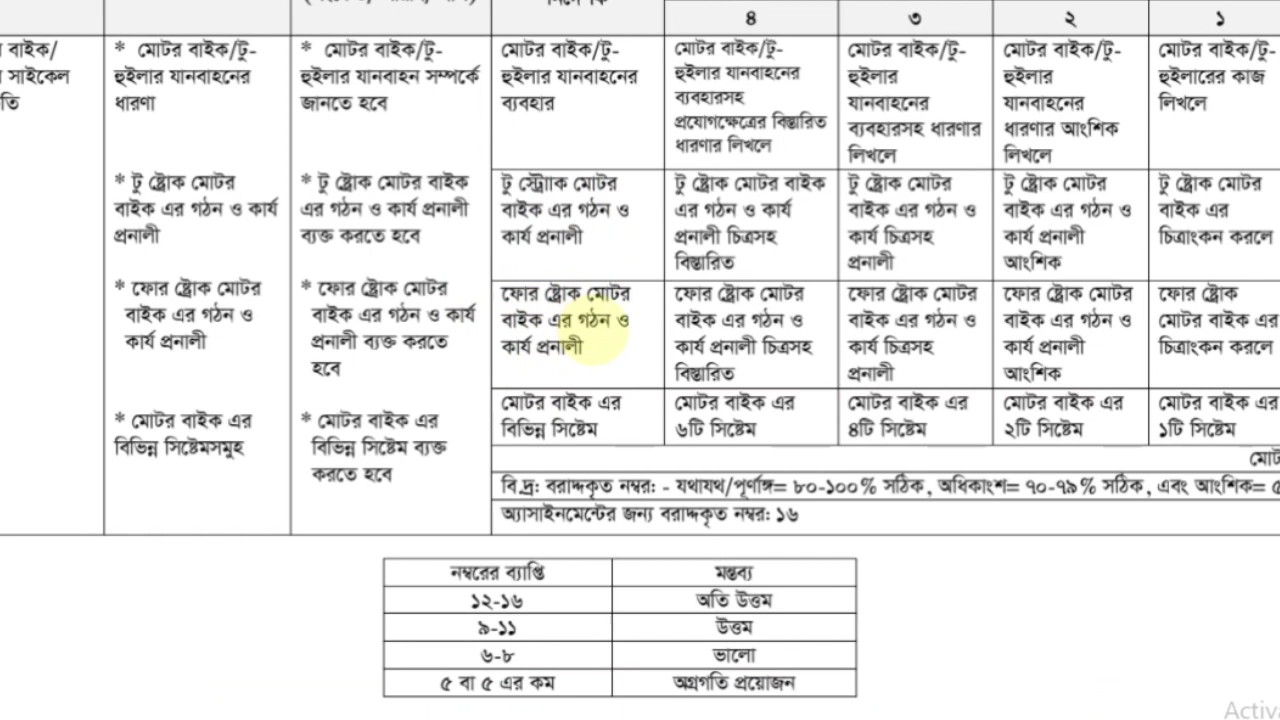 নির্দেশক
৪
৩
২
১
বাইক/
সাইকেল
তি
* মোটর বাইক/টু-
হুইলার যানবাহনের
ধারণা
* টু ষ্ট্রোক মোটর
বাইক এর গঠন ও কার্য
প্রনালী
* ফোর ষ্ট্রোক মোটর
বাইক এর গঠন ও
কার্য প্রনালী
* মোটর বাইক এর
বিভিন্ন সিষ্টেমসমুহ
* মোটর বাইক/টু-
হুইলার যানবাহন সম্পর্কে
জানতে হবে
* টু ষ্ট্রোক মোটর বাইক
এর গঠন ও কার্য প্রনালী
ব্যক্ত করতে হবে
* ফোর ষ্ট্রোক মোটর
বাইক এর গঠন ও কার্য
প্রনালী ব্যক্ত করতে
হবে
* মোটর বাইক এর
বিভিন্ন সিষ্টেম ব্যক্ত
করতে হবে
মোটর বাইক/টু-
হুইলার যানবাহনের
ব্যবহার
মোটর বাইক/টু-
হুইলার যানবাহনের
ব্যবহারসহ
প্রযোগক্ষেত্রের বিস্তারিত
ধারণার লিখলে
মোটর বাইক/টু-
হুইলার
যানবাহনের
ব্যবহারসহ ধারণার
লিখলে
মোটর বাইক/টু-
হুইলার
যানবাহনের
ধারণার আংশিক
লিখলে
মোটর বাইক/টু-
হুইলারের কাজ
লিখলে
টু স্ট্রোাক মোটর
বাইক এর গঠন ও
কার্য প্রনালী
টু ষ্ট্রোক মোটর বাইক
এর গঠন ও কার্য
প্রনালী চিত্রসহ
বিস্তারিত
টু ষ্ট্রোক মোটর
বাইক এর গঠন ও
কার্য চিত্রসহ
প্রনালী
টু ষ্ট্রোক মোটর
বাইক এর গঠন ও
কার্য প্রনালী
আংশিক
টু ষ্ট্রোক মোটর
বাইক এর
চিত্রাংকন করলে
ফোর ষ্ট্রোক মোটর
বাইক এর গঠন ও
কার্য প্রনালী
ফোর ষ্ট্রোক মোটর
বাইক এর গঠন ও
কার্য প্রনালী চিত্রসহ
বিস্তারিত
ফোর ষ্ট্রোক মোটর
বাইক এর গঠন ও
কার্য চিত্রসহ
প্রনালী
ফোর ষ্ট্রোক মোটর
বাইক এর গঠন ও
কার্য প্রনালী
আংশিক
ফোর ষ্ট্রোক
মোটর বাইক এর
চিত্রাংকন করলে
মোটর বাইক এর
বিভিন্ন সিষ্টেম
মোটর বাইক এর
৬টি সিষ্টেম
মোটর বাইক এর
৪টি সিষ্টেম
মোটর বাইক এর
২টি সিষ্টেম
মোটর বাইক এর
১টি সিষ্টেম
মোট
বি.দ্র: বরাদ্দকৃত নম্বর: - যথাযথ/পূর্ণাঙ্গ= ৮০-১০০% সঠিক, অধিকাংশ= ৭০-৭৯% সঠিক, এবং আংশিক= ৫
অ্যাসাইনমেন্টের জন্য বরাদ্দকৃত নম্বর: ১৬
নম্বরের ব্যাপ্তি মন্তব্য
১২-১৬ অতি উত্তম
৯-১১ উত্তম
৬-৮ ভালো
৫ বা ৫ এর কম অগ্রগতি প্রয়োজন
Activa